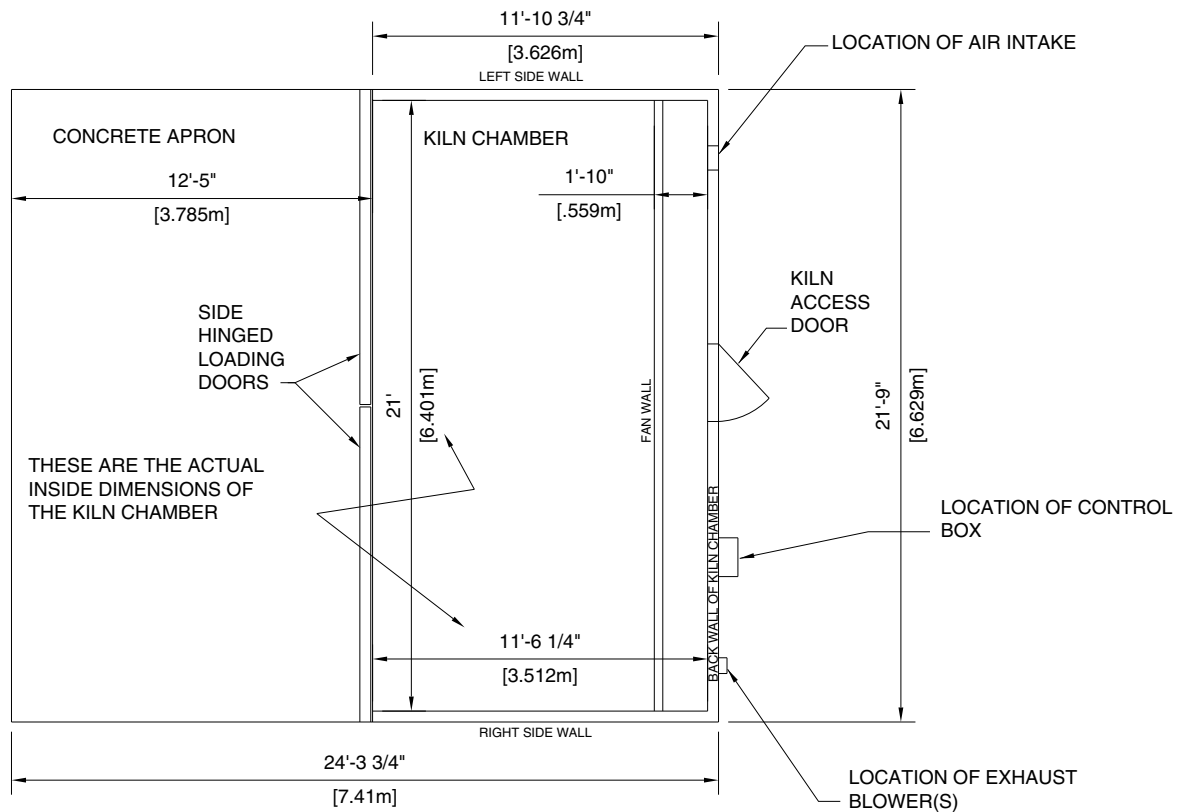 11'-10 3/4"
[3.626m]
LEFT SIDE WALL
LOCATION OF AIR INTAKE
CONCRETE APRON
KILN CHAMBER
12'-5"
[3.785m]
1'-10"
[.559m]
KILN
ACCESS
DOOR
SIDE
HINGED
LOADING
DOORS
21'
[6.401m]
FAN WALL
21'-9"
[6.629m]
THESE ARE THE ACTUAL
INSIDE DIMENSIONS OF
THE KILN CHAMBER
BACK WALL OF KILN CHAMBER
LOCATION OF CONTROL
BOX
11'-6 1/4"
[3.512m]
RIGHT SIDE WALL
24'-3 3/4"
[7.41m]
LOCATION OF EXHAUST
BLOWER(S)